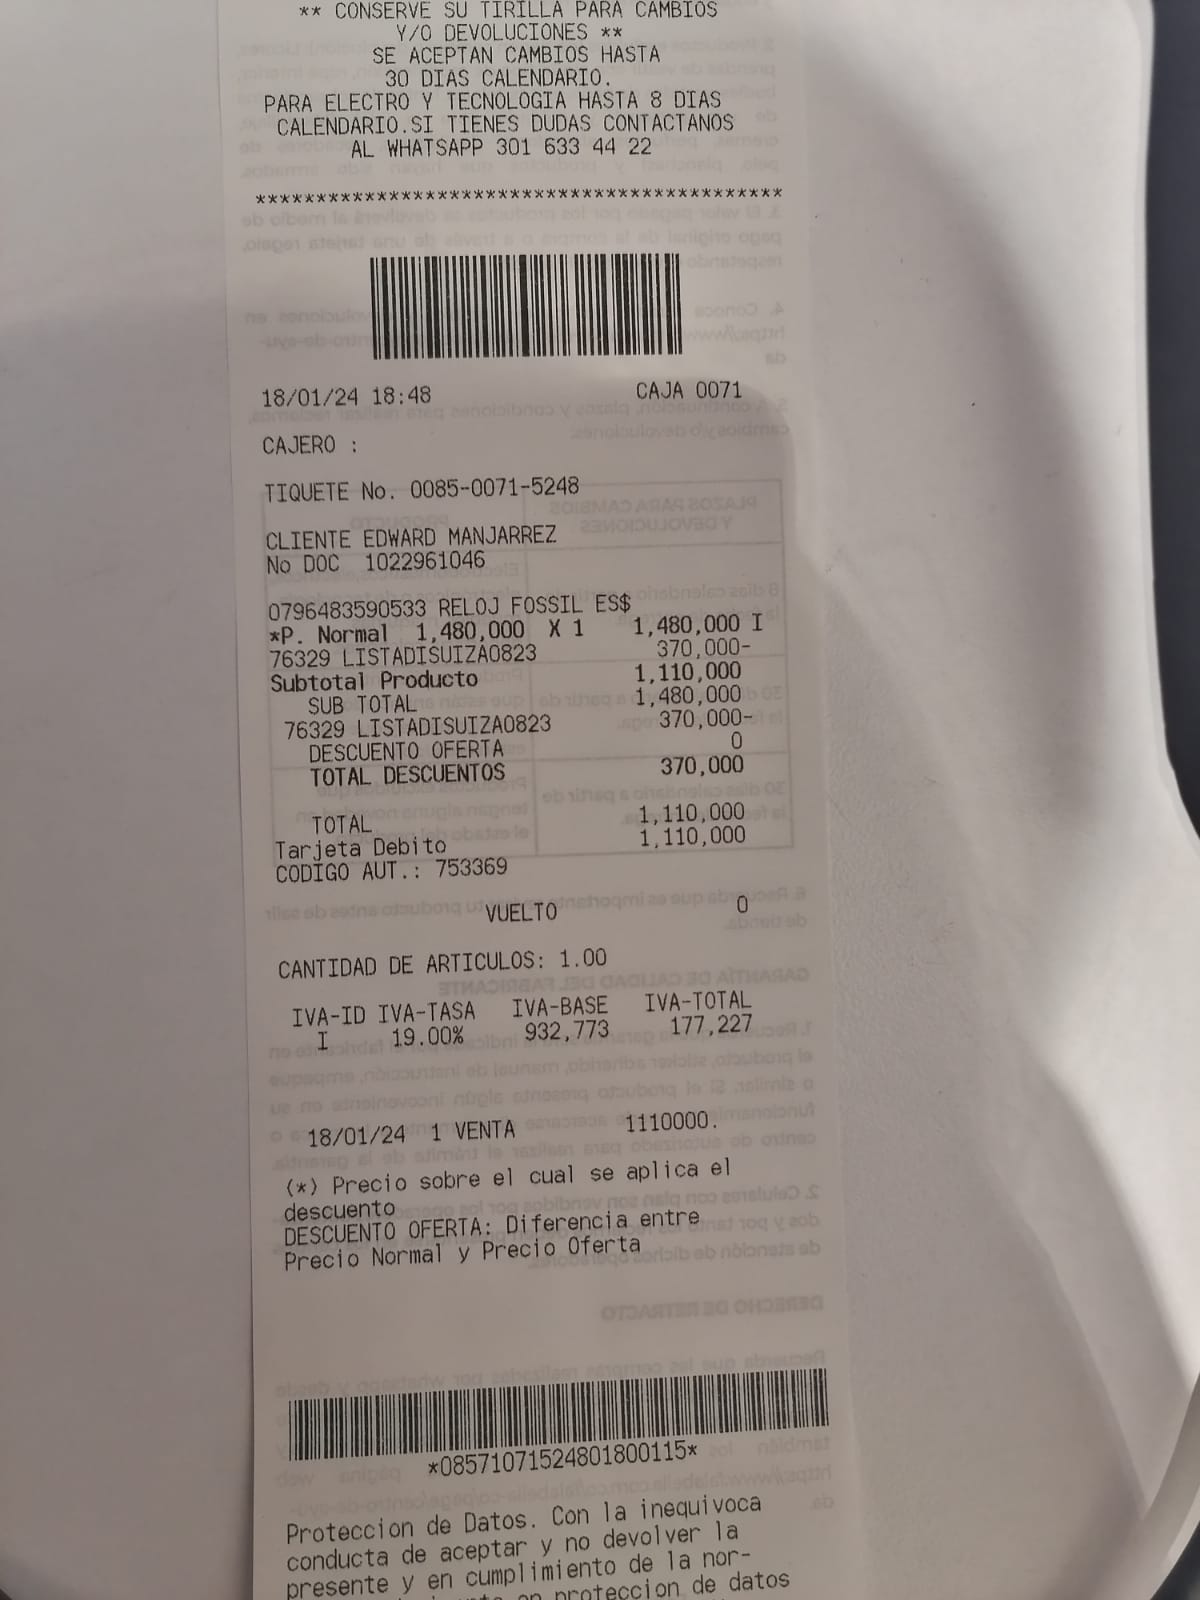 ** CONSERVE SU TIRILLA PARA CAMBIOS
Y/O DEVOLUCIONES **
SE ACEPTAN CAMBIOS HASTA
30 DIAS CALENDARIO.
PARA ELECTRO Y TECNOLOGIA HASTA 8 DIAS
CALENDARIO.SI TIENES DUDAS CONTACTANOS
AL WHATSAPP 301 633 44 22
*******************************************
18/01/24 18:48 CAJA 0071
CAJERO :
TIQUETE No. 0085-0071-5248
CLIENTE EDWARD MANJARREZ
No DOC 1022961046
0796483590533 RELOJ FOSSIL ES$
*P. Normal 1,480,000 X 1 1,480,000 I
76329 LISTADISUIZA0823 370,000-
Subtotal Producto 1,110,000
SUB TOTAL 1,480,000
76329 LISTADISUIZA0823 370,000-
DESCUENTO OFERTA 0
TOTAL DESCUENTOS 370,000
TOTAL 1,110,000
Tarjeta Debito 1,110,000
CODIGO AUT.: 753369
VUELTO 0
CANTIDAD DE ARTICULOS: 1.00
IVA-ID IVA-TASA IVA-BASE IVA-TOTAL
I 19.00% 932,773 177,227
18/01/24 1 VENTA 1110000.
(*) Precio sobre el cual se aplica el
descuento
DESCUENTO OFERTA: Diferencia entre
Precio Normal y Precio Oferta
*08571071524801800115*
Proteccion de Datos. Con la inequivoca
conducta de aceptar y no devolver la
presente y en cumplimiento de la nor-
en proteccion de datos